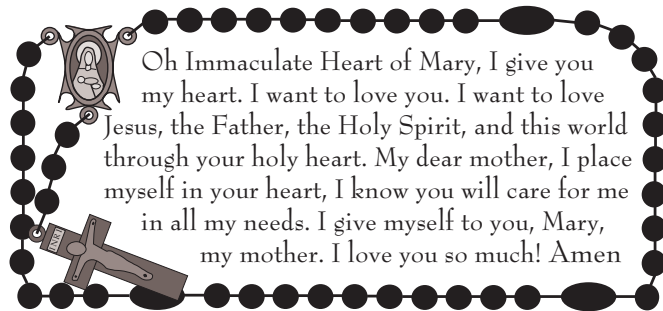 Oh Immaculate Heart of Mary, I give you
my heart. I want to love you. I want to love
Jesus, the Father, the Holy Spirit, and this world
through your holy heart. My dear mother, I place
myself in your heart, I know you will care for me
in all my needs. I give myself to you, Mary,
my mother. I love you so much! Amen
INRI